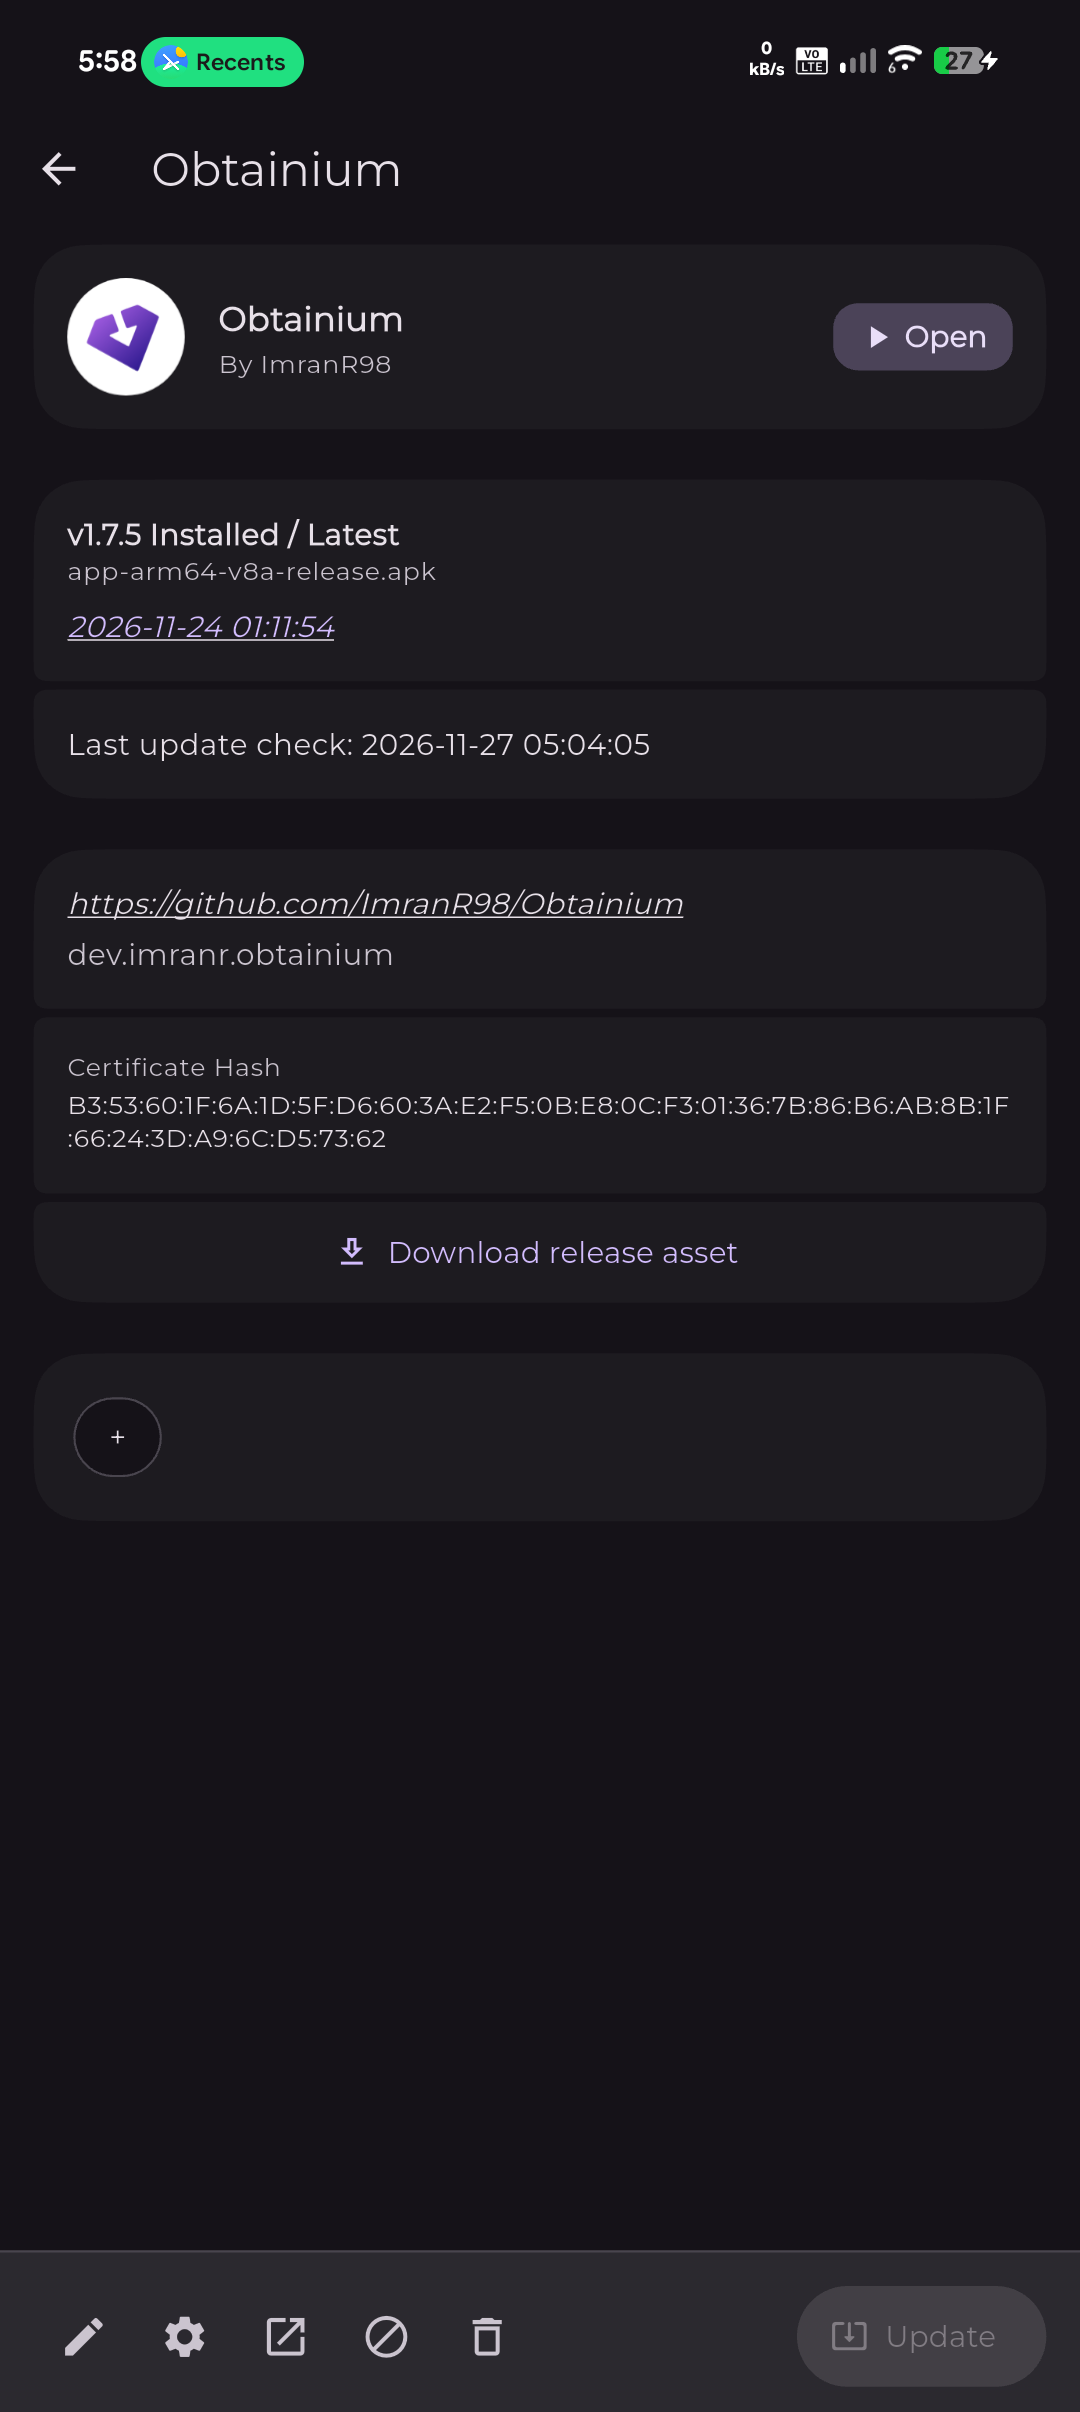 5:58
Recents
0
kB/s
VO
LTE
6
27
Obtainium
Obtainium
By ImranR98
Open
v1.7.5 Installed / Latest
app-arm64-v8a-release.apk
2026-11-24 01:11:54
Last update check: 2026-11-27 05:04:05
https://github.com/ImranR98/Obtainium
dev.imranr.obtainium
Certificate Hash
B3:53:60:1F:6A:1D:5F:D6:60:3A:E2:F5:0B:E8:0C:F3:01:36:7B:86:B6:AB:8B:1F
:66:24:3D:A9:6C:D5:73:62
Download release asset
+
Update